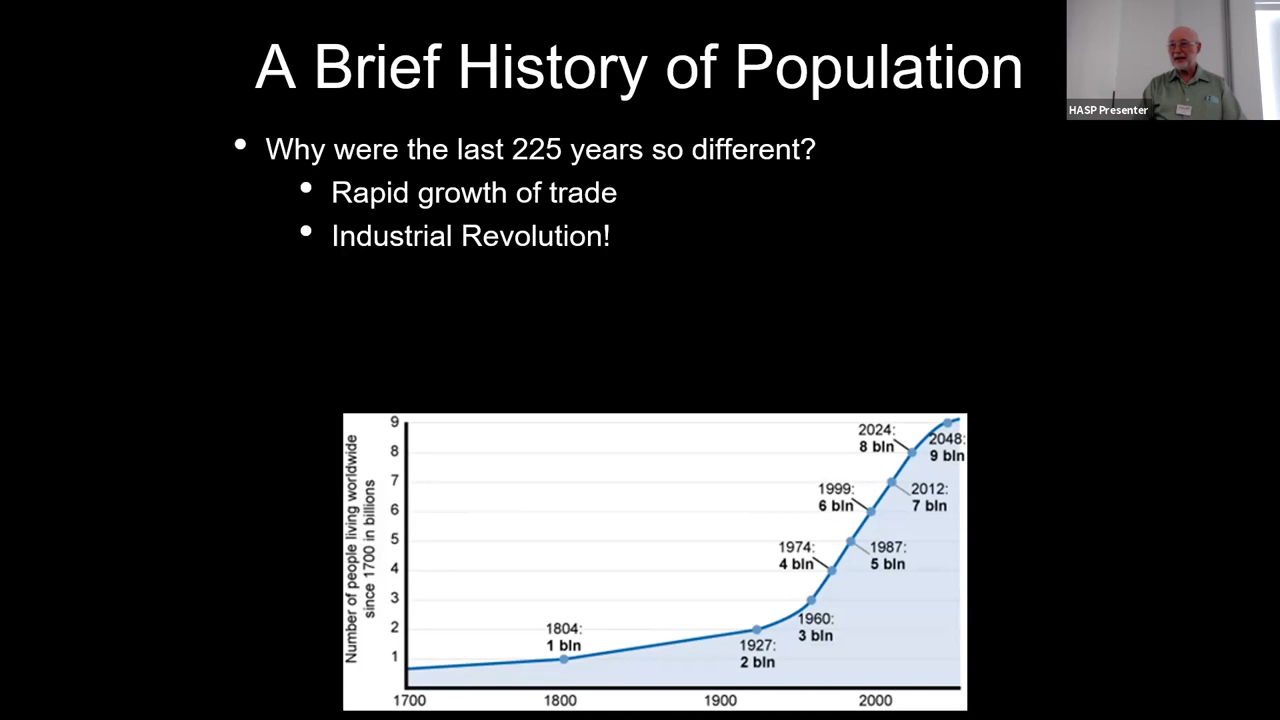 A Brief History of Population
HASP Presenter
• Why were the last 225 years so different?
• Rapid growth of trade
• Industrial Revolution!
Number of people living worldwide
since 1700 in billions
9
8
7
6
5
4
3
2
1
1804:
1 bln
1927:
2 bln
1960:
3 bln
1974:
4 bln
1987:
5 bln
1999:
6 bln
2012:
7 bln
2024:
8 bln
2048:
9 bln
1700 1800 1900 2000